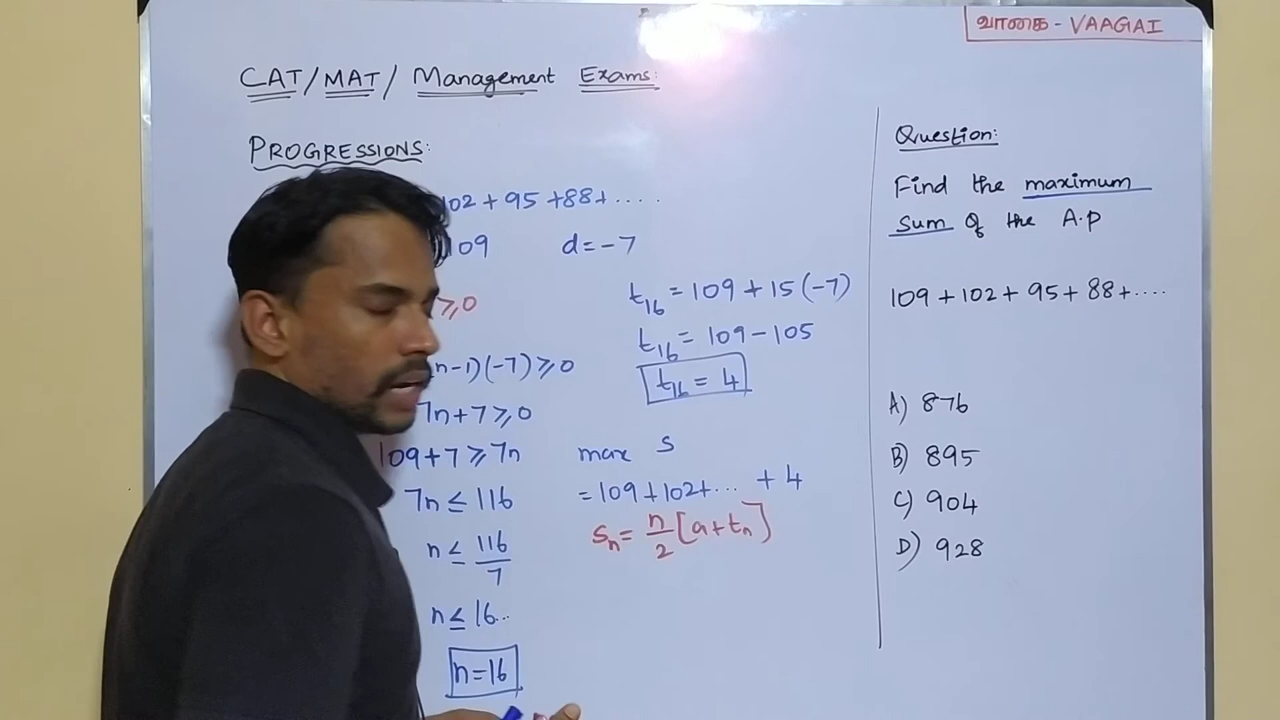 வாகை - VAAGAI
CAT/MAT/ Management Exams:
PROGRESSIONS:
102 + 95 + 88 + ....
109 d = -7
≥ 0
n-1)(-7) ≥ 0
7n + 7 ≥ 0
109 + 7 ≥ 7n
7n ≤ 116
n ≤ 116/7
n ≤ 16..
n = 16
t₁₆ = 109 + 15(-7)
t₁₆ = 109 - 105
t₁₆ = 4
max S
= 109 + 102 + ... + 4
Sₙ = n/2 [a + tₙ]
Question:
Find the maximum
sum of the A.P
109 + 102 + 95 + 88 + ....
A) 876
B) 895
C) 904
D) 928